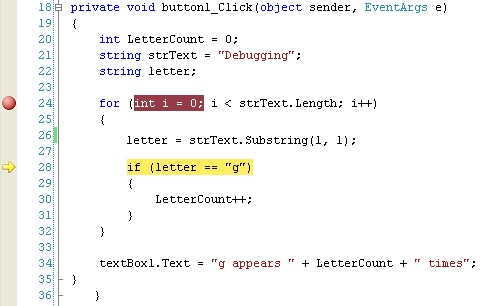 18 private void button1_Click(object sender, EventArgs e)
19 {
20 int LetterCount = 0;
21 string strText = "Debugging";
22 string letter;
23
24 for (int i = 0; i < strText.Length; i++)
25 {
26 letter = strText.Substring(1, 1);
27
28 if (letter == "g")
29 {
30 LetterCount++;
31 }
32 }
33
34 textBox1.Text = "g appears " + LetterCount + " times";
35 }
36 }